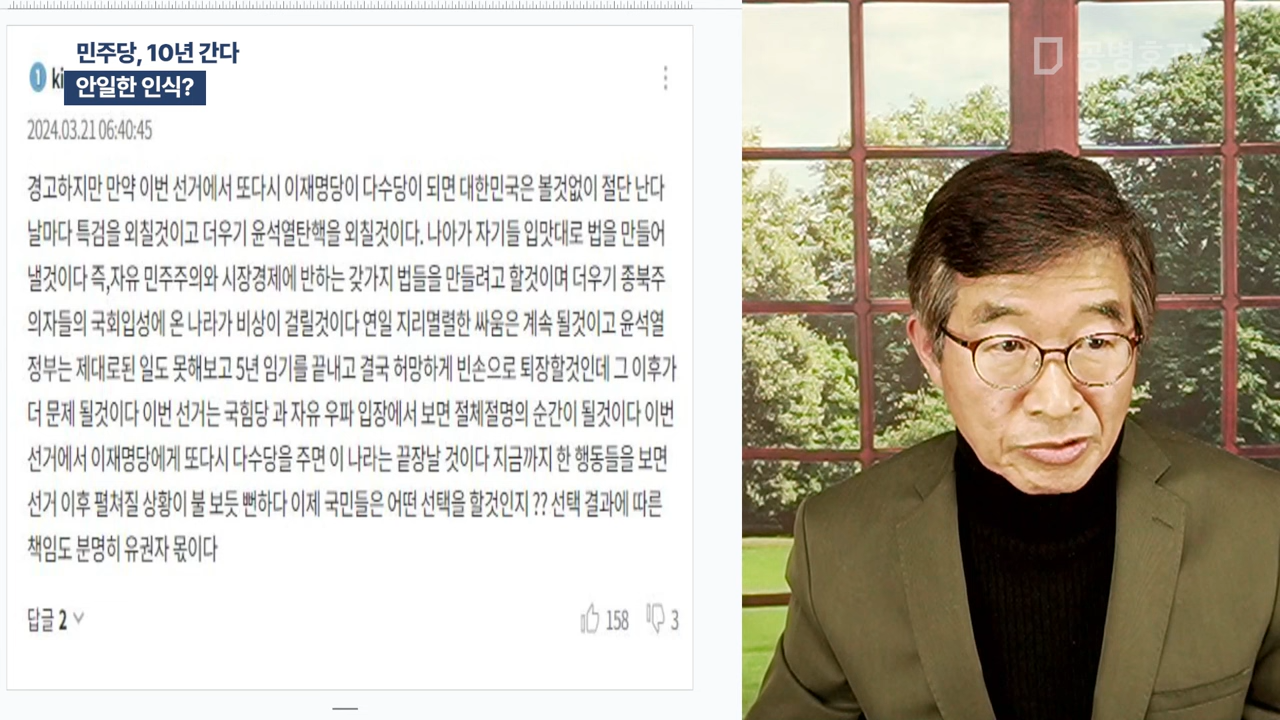 민주당, 10년 간다
안일한 인식?
1 ki
2024.03.21 06:40:45
경고하지만 만약 이번 선거에서 또다시 이재명당이 다수당이 되면 대한민국은 볼것없이 절단 난다
날마다 특검을 외칠것이고 더우기 윤석열탄핵을 외칠것이다. 나아가 자기들 입맛대로 법을 만들어
낼것이다 즉,자유 민주주의와 시장경제에 반하는 갖가지 법들을 만들려고 할것이며 더우기 종북주
의자들의 국회입성에 온 나라가 비상이 걸릴것이다 연일 지리멸렬한 싸움은 계속 될것이고 윤석열
정부는 제대로된 일도 못해보고 5년 임기를 끝내고 결국 허망하게 빈손으로 퇴장할것인데 그 이후가
더 문제 될것이다 이번 선거는 국힘당 과 자유 우파 입장에서 보면 절체절명의 순간이 될것이다 이번
선거에서 이재명당에게 또다시 다수당을 주면 이 나라는 끝장날 것이다 지금까지 한 행동들을 보면
선거 이후 펼쳐질 상황이 불 보듯 뻔하다 이제 국민들은 어떤 선택을 할것인지 ?? 선택 결과에 따른
책임도 분명히 유권자 몫이다
답글 2
158 3